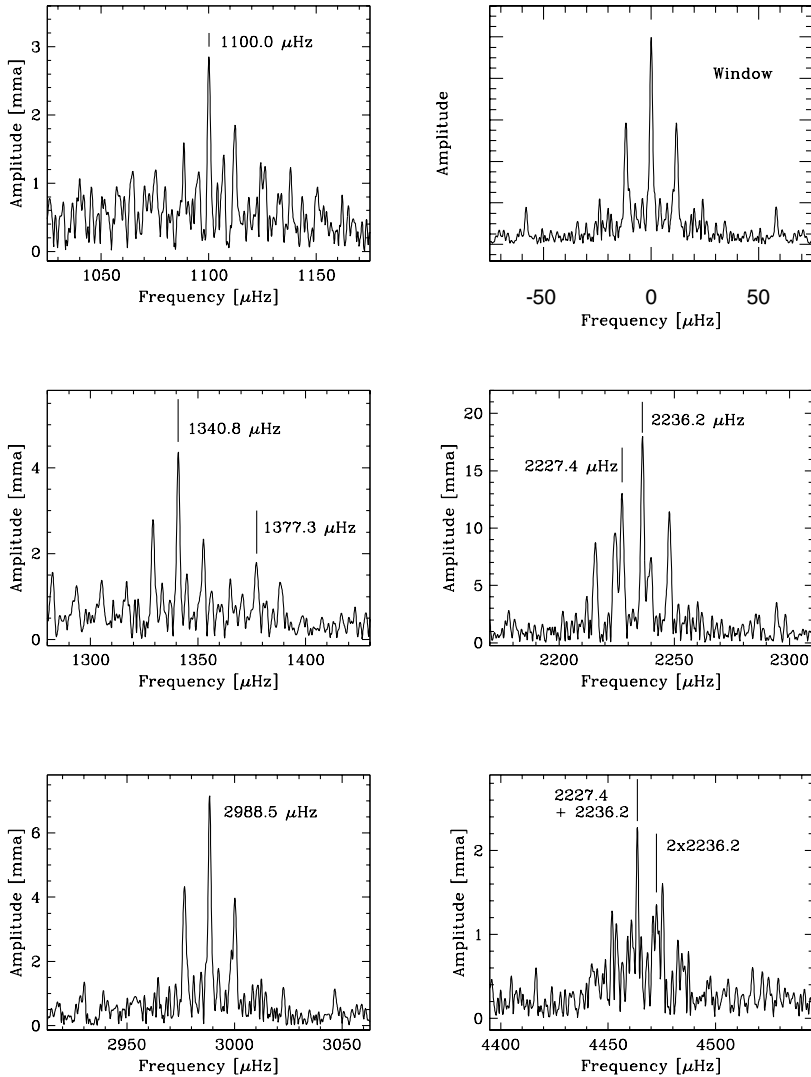 1100.0 μHz
Amplitude [mma]
3
2
1
0
1050 1100 1150
Frequency [μHz]
Window
Amplitude
-50 0 50
Frequency [μHz]
1340.8 μHz
1377.3 μHz
Amplitude [mma]
4
2
0
1300 1350 1400
Frequency [μHz]
2236.2 μHz
2227.4 μHz
Amplitude [mma]
20
15
10
5
0
2200 2250 2300
Frequency [μHz]
2988.5 μHz
Amplitude [mma]
6
4
2
0
2950 3000 3050
Frequency [μHz]
2227.4
+ 2236.2
2x2236.2
Amplitude [mma]
2
1
0
4400 4450 4500
Frequency [μHz]